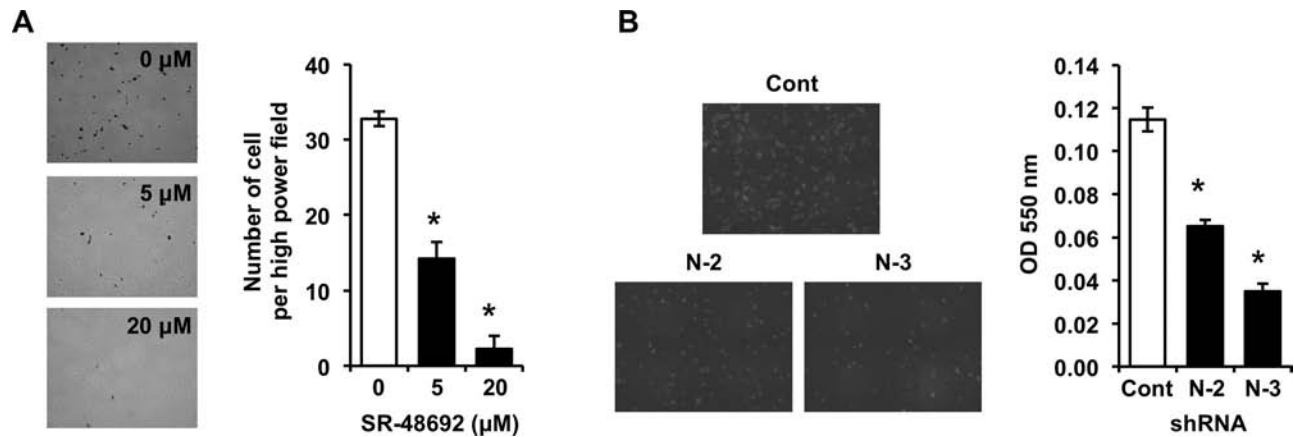 A
0 µM
5 µM
20 µM
Number of cell
per high power field
40
30
20
10
0
*
*
0 5 20
SR-48692 (µM)
B
Cont
N-2 N-3
OD 550 nm
0.14
0.12
0.10
0.08
0.06
0.04
0.02
0.00
*
*
Cont N-2 N-3
shRNA